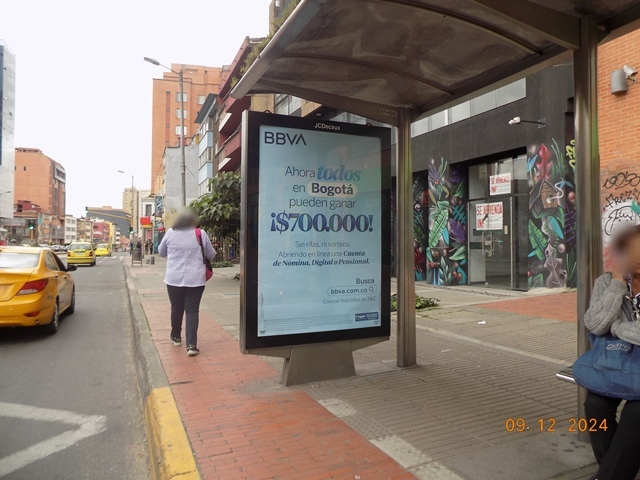 JCDecaux
BBVA
Ahora todos
en Bogotá
pueden ganar
¡$700.000!
Sin rifas, ni sorteos.
Abriendo en línea una Cuenta
de Nómina, Digital o Pensional.
Busca
bbva.com.co
SE ARRIENDA
09.12.2024